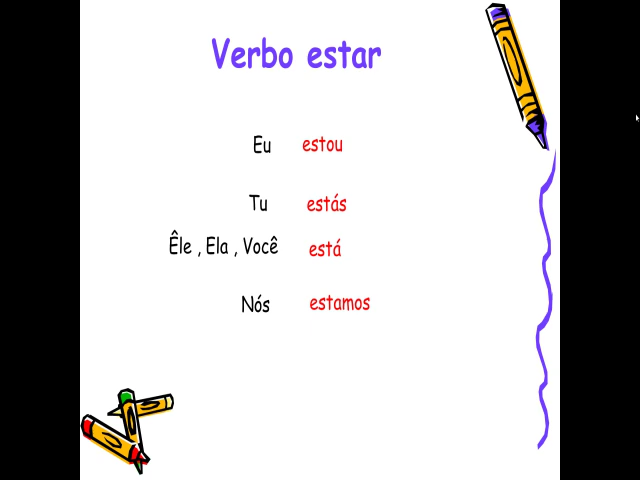 Verbo estar
Eu estou
Tu estás
Êle , Ela , Você está
Nós estamos